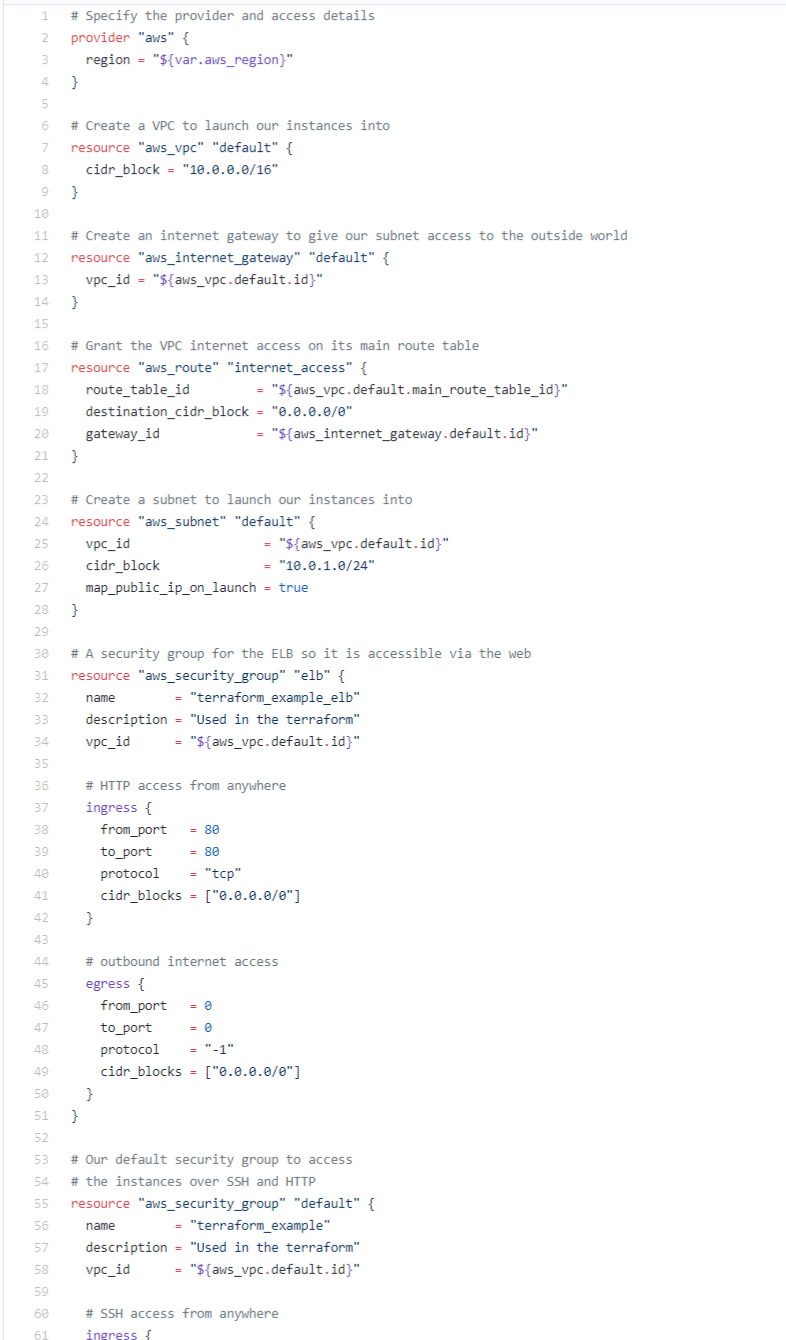 1 # Specify the provider and access details
2 provider "aws" {
3   region = "${var.aws_region}"
4 }
5
6 # Create a VPC to launch our instances into
7 resource "aws_vpc" "default" {
8   cidr_block = "10.0.0.0/16"
9 }
10
11 # Create an internet gateway to give our subnet access to the outside world
12 resource "aws_internet_gateway" "default" {
13   vpc_id = "${aws_vpc.default.id}"
14 }
15
16 # Grant the VPC internet access on its main route table
17 resource "aws_route" "internet_access" {
18   route_table_id         = "${aws_vpc.default.main_route_table_id}"
19   destination_cidr_block = "0.0.0.0/0"
20   gateway_id             = "${aws_internet_gateway.default.id}"
21 }
22
23 # Create a subnet to launch our instances into
24 resource "aws_subnet" "default" {
25   vpc_id                  = "${aws_vpc.default.id}"
26   cidr_block              = "10.0.1.0/24"
27   map_public_ip_on_launch = true
28 }
29
30 # A security group for the ELB so it is accessible via the web
31 resource "aws_security_group" "elb" {
32   name        = "terraform_example_elb"
33   description = "Used in the terraform"
34   vpc_id      = "${aws_vpc.default.id}"
35
36   # HTTP access from anywhere
37   ingress {
38     from_port   = 80
39     to_port     = 80
40     protocol    = "tcp"
41     cidr_blocks = ["0.0.0.0/0"]
42   }
43
44   # outbound internet access
45   egress {
46     from_port   = 0
47     to_port     = 0
48     protocol    = "-1"
49     cidr_blocks = ["0.0.0.0/0"]
50   }
51 }
52
53 # Our default security group to access
54 # the instances over SSH and HTTP
55 resource "aws_security_group" "default" {
56   name        = "terraform_example"
57   description = "Used in the terraform"
58   vpc_id      = "${aws_vpc.default.id}"
59
60   # SSH access from anywhere
61   ingress {